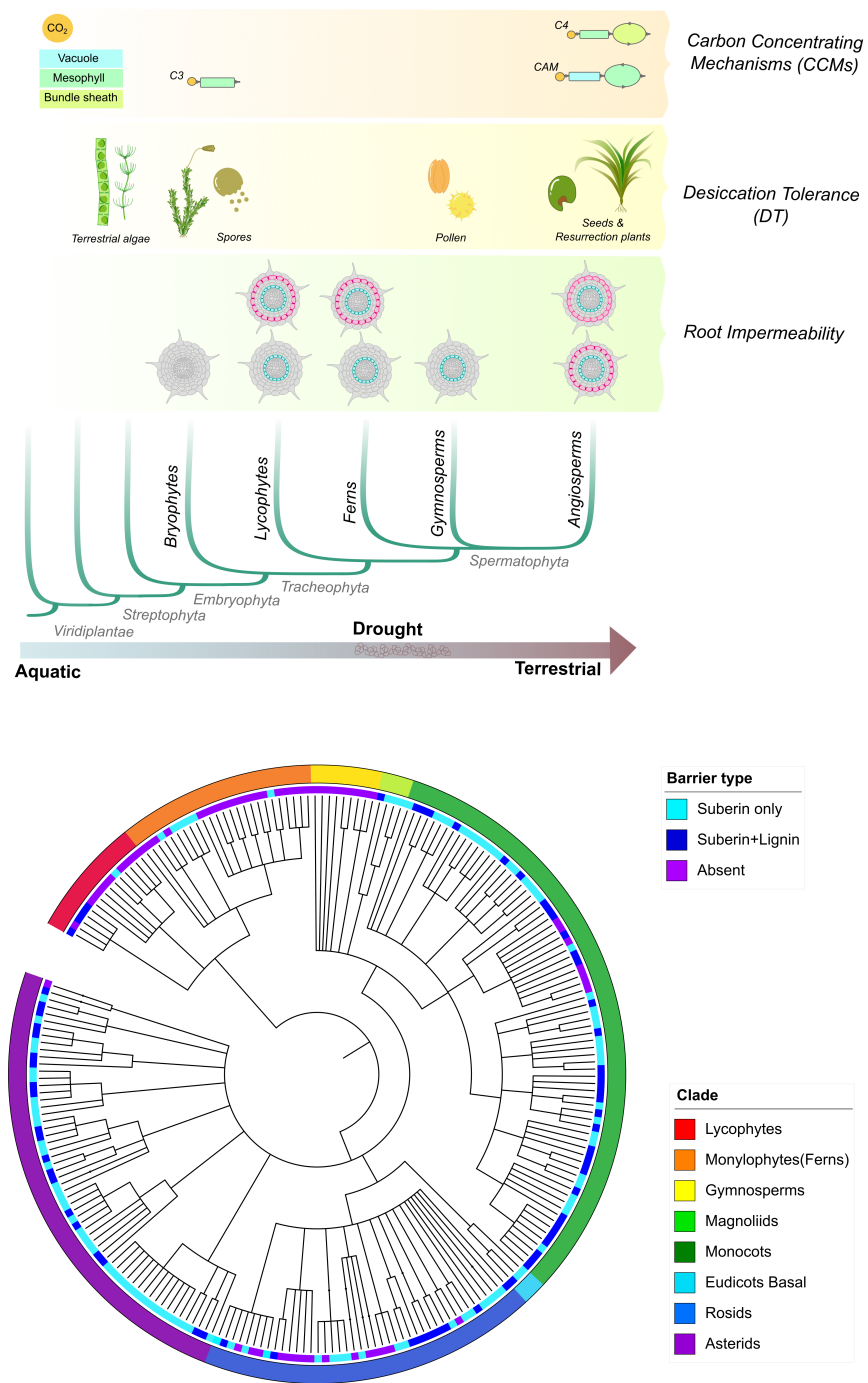 CO2
Vacuole
Mesophyll
Bundle sheath
C3
C4
CAM
Carbon Concentrating
Mechanisms (CCMs)
Terrestrial algae
Spores
Pollen
Seeds &
Resurrection plants
Desiccation Tolerance
(DT)
Root Impermeability
Bryophytes
Lycophytes
Ferns
Gymnosperms
Angiosperms
Spermatophyta
Tracheophyta
Embryophyta
Streptophyta
Viridiplantae
Drought
Aquatic
Terrestrial
Barrier type
Suberin only
Suberin+Lignin
Absent
Clade
Lycophytes
Monylophytes(Ferns)
Gymnosperms
Magnoliids
Monocots
Eudicots Basal
Rosids
Asterids